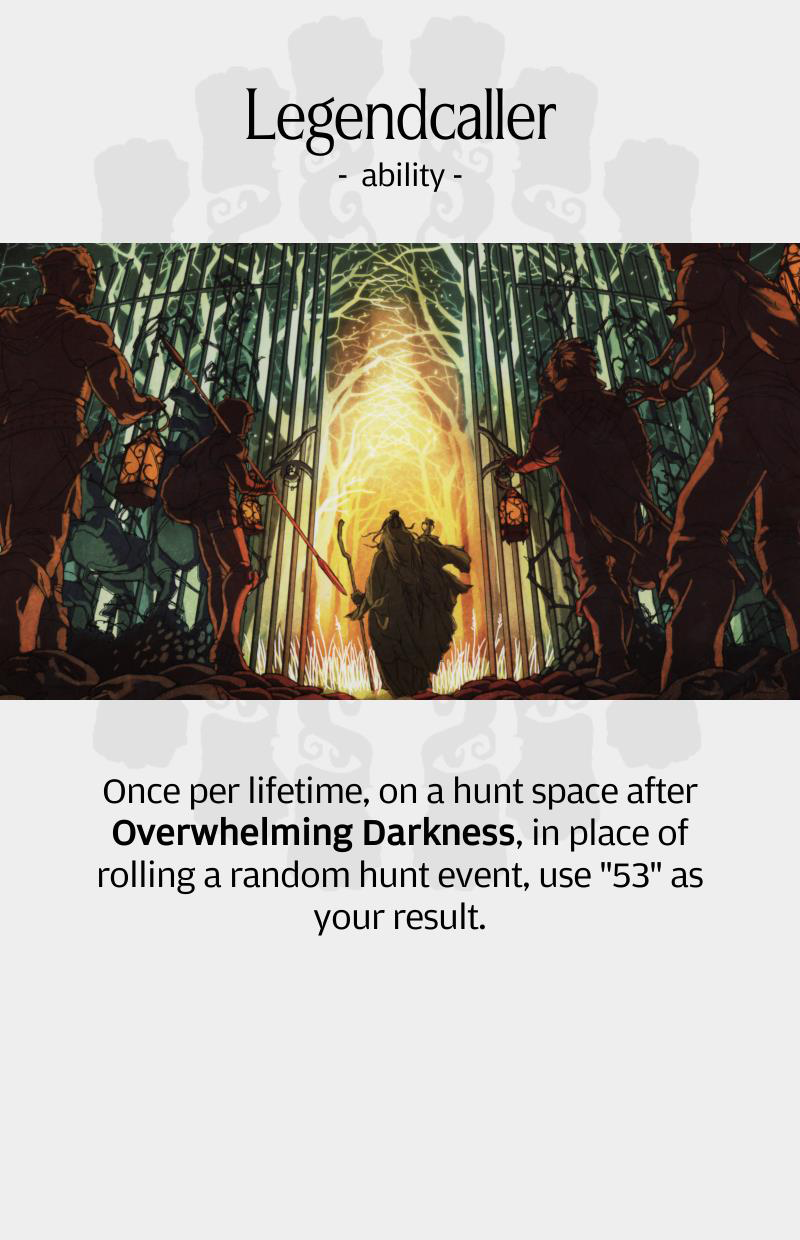 Legendcaller
- ability -
Once per lifetime, on a hunt space after
Overwhelming Darkness, in place of
rolling a random hunt event, use "53" as
your result.